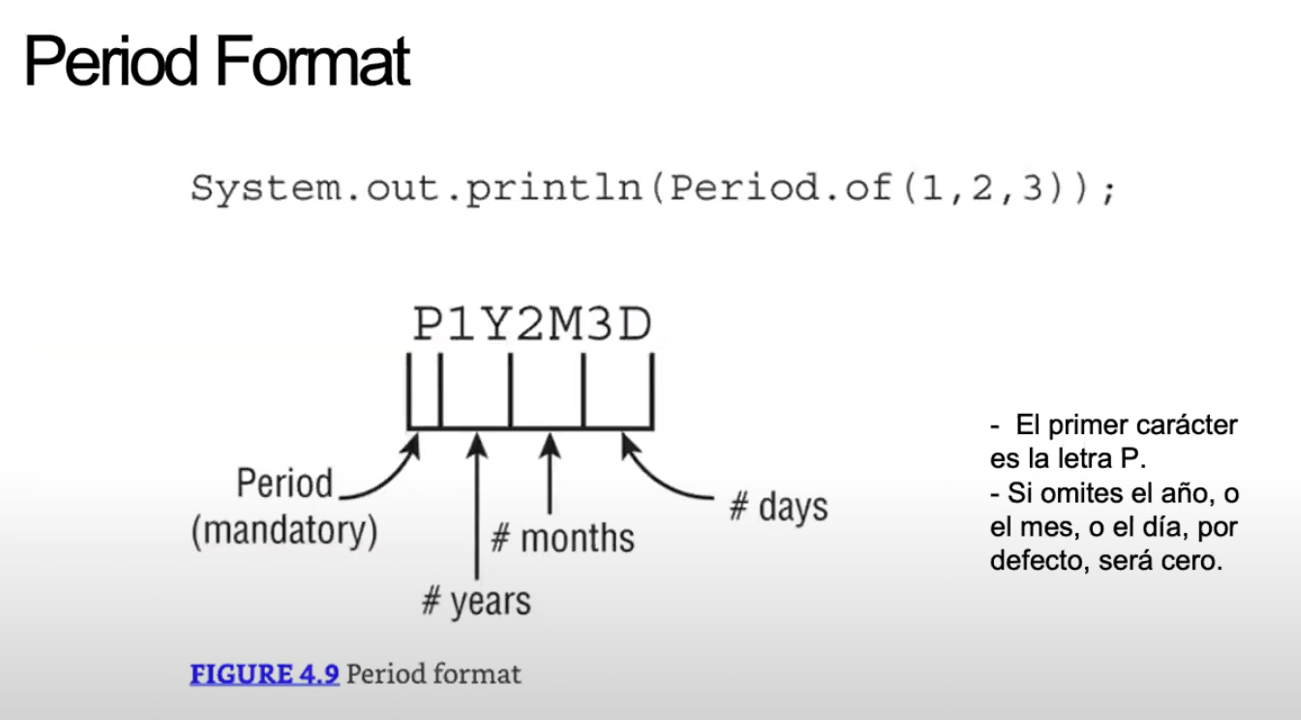 Period Format
System.out.println(Period.of(1,2,3));
P1Y2M3D
Period
(mandatory)
# years
# months
# days
- El primer carácter
es la letra P.
- Si omites el año, o
el mes, o el día, por
defecto, será cero.
FIGURE 4.9 Period format